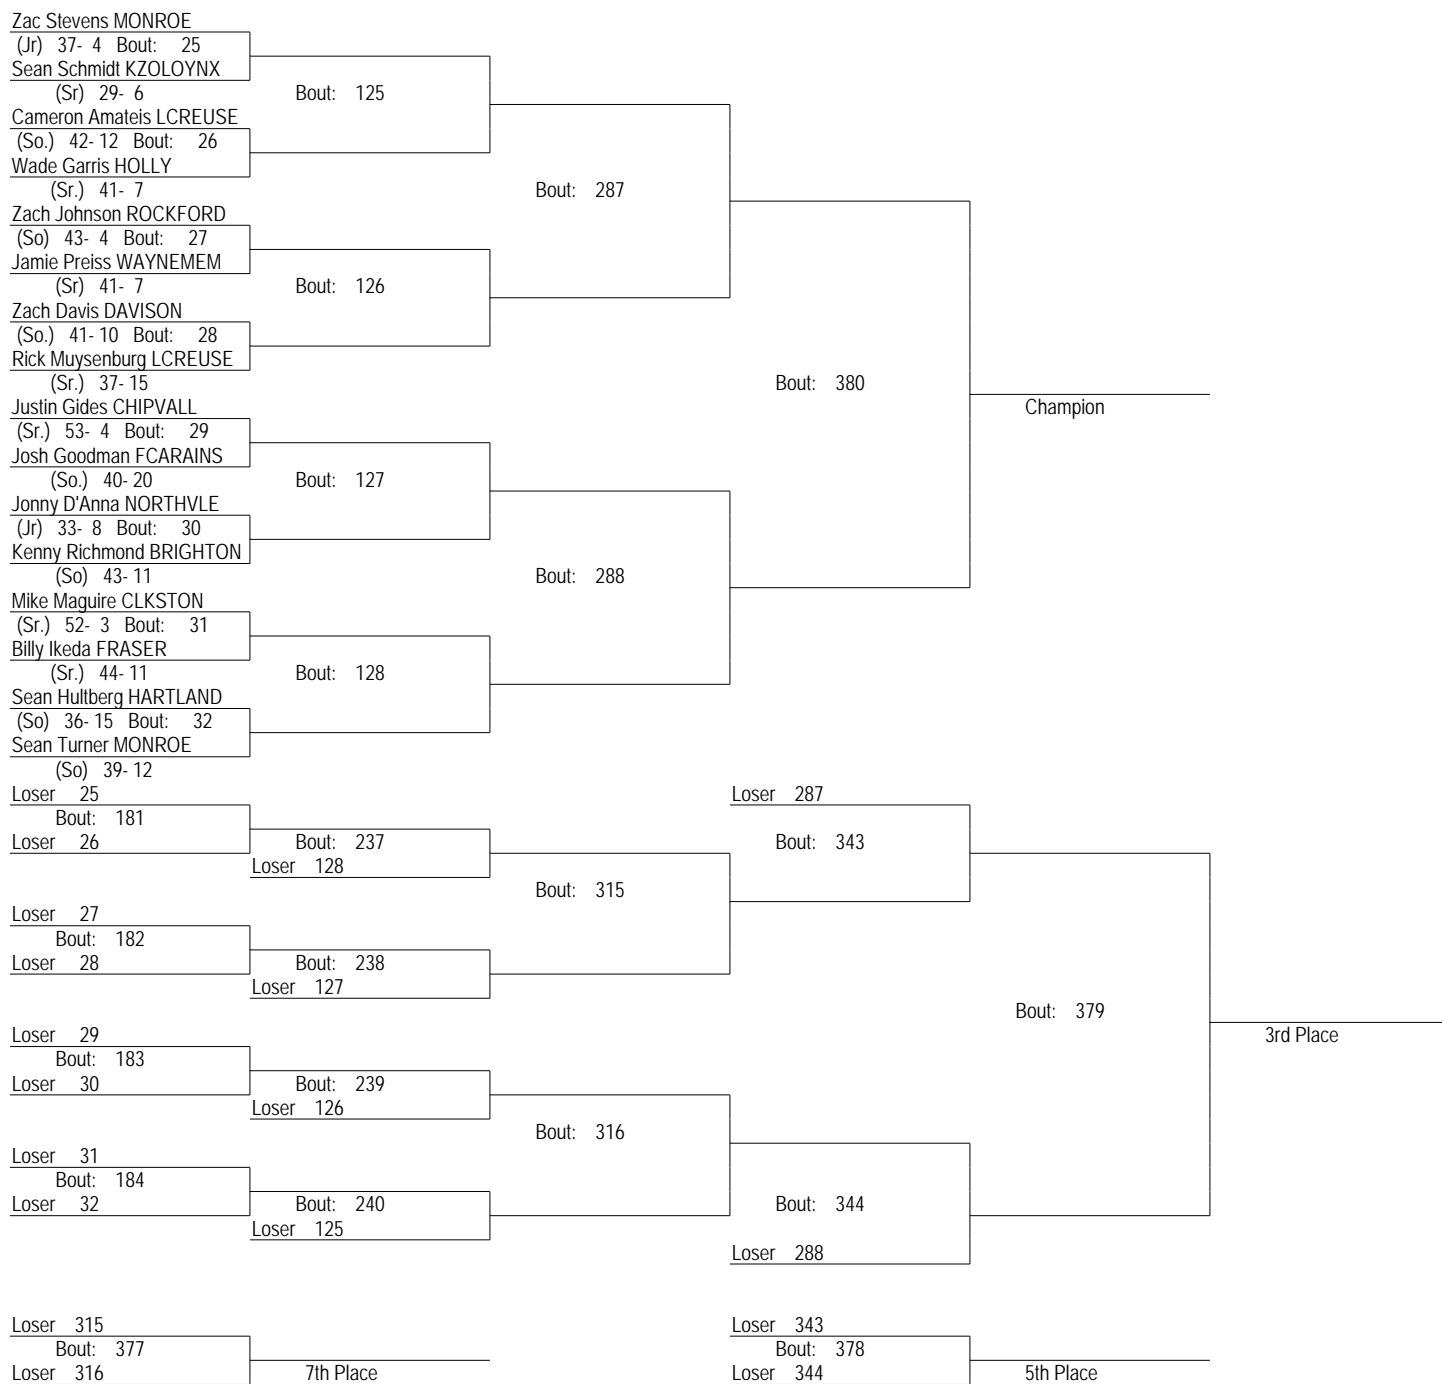 Zac Stevens MONROE
(Jr) 37- 4 Bout: 25
Sean Schmidt KZOLOYNX
(Sr) 29- 6 Bout: 125
Cameron Amateis LCREUSE
(So.) 42- 12 Bout: 26
Wade Garris HOLLY
(Sr.) 41- 7 Bout: 287
Zach Johnson ROCKFORD
(So) 43- 4 Bout: 27
Jamie Preiss WAYNEMEM
(Sr) 41- 7 Bout: 126
Zach Davis DAVISON
(So.) 41- 10 Bout: 28
Rick Muysenburg LCREUSE
(Sr.) 37- 15 Bout: 380
Justin Gides CHIPVALL Champion
(Sr.) 53- 4 Bout: 29
Josh Goodman FCARAINS
(So.) 40- 20 Bout: 127
Jonny D'Anna NORTHVLE
(Jr) 33- 8 Bout: 30
Kenny Richmond BRIGHTON
(So) 43- 11 Bout: 288
Mike Maguire CLKSTON
(Sr.) 52- 3 Bout: 31
Billy Ikeda FRASER
(Sr.) 44- 11 Bout: 128
Sean Hultberg HARTLAND
(So) 36- 15 Bout: 32
Sean Turner MONROE
(So) 39- 12
Loser 25 Loser 287
Bout: 181
Loser 26 Bout: 237 Bout: 343
Loser 128
Bout: 315
Loser 27
Bout: 182
Loser 28 Bout: 238
Loser 127
Bout: 379
Loser 29 3rd Place
Bout: 183
Loser 30 Bout: 239
Loser 126
Bout: 316
Loser 31
Bout: 184
Loser 32 Bout: 240 Bout: 344
Loser 125
Loser 288
Loser 315 Loser 343
Bout: 377 Bout: 378
Loser 316 7th Place Loser 344 5th Place